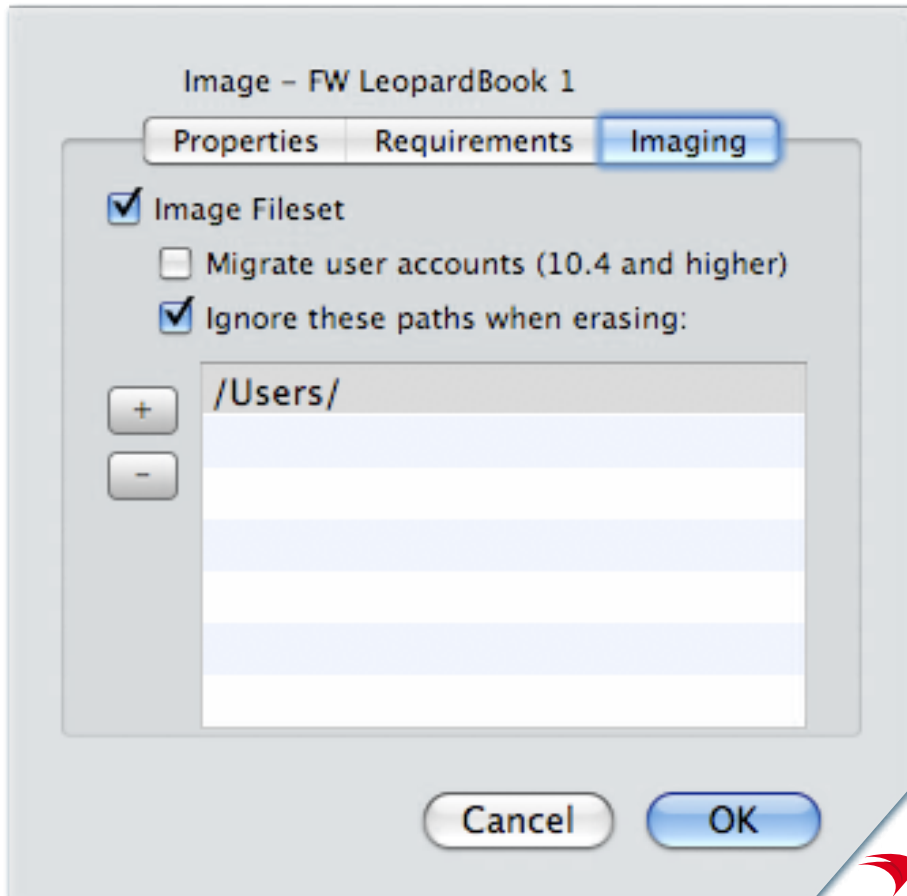 Image – FW LeopardBook 1
Properties Requirements Imaging
Image Fileset
Migrate user accounts (10.4 and higher)
Ignore these paths when erasing:
+
/Users/
-
Cancel OK